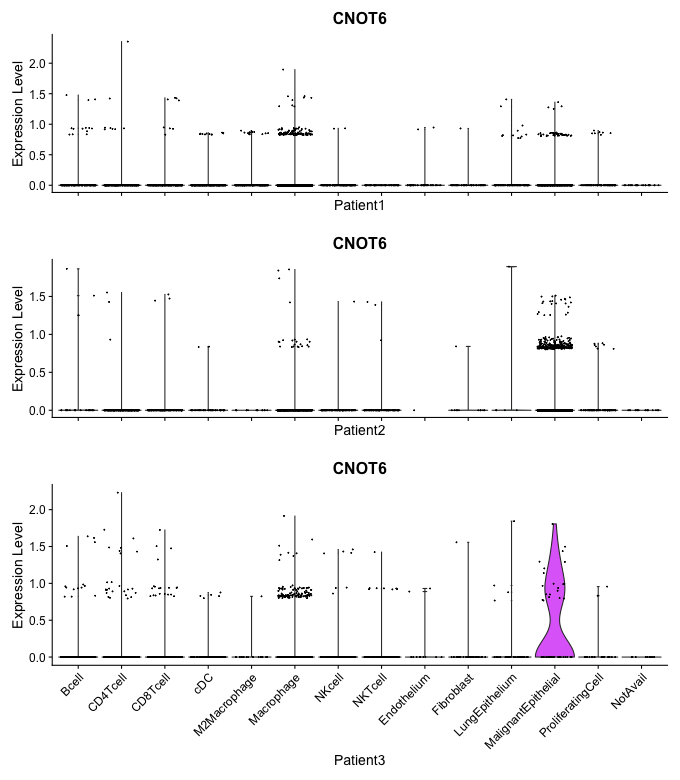 CNOT6
Expression Level
2.0
1.5
1.0
0.5
0.0
Patient1
CNOT6
Expression Level
1.5
1.0
0.5
0.0
Patient2
CNOT6
Expression Level
2.0
1.5
1.0
0.5
0.0
Bcell
CD4Tcell
CD8Tcell
cDC
M2Macrophage
Macrophage
NKcell
NKTcell
Endothelium
Fibroblast
LungEpithelium
MalignantEpithelial
ProliferatingCell
NotAvail
Patient3